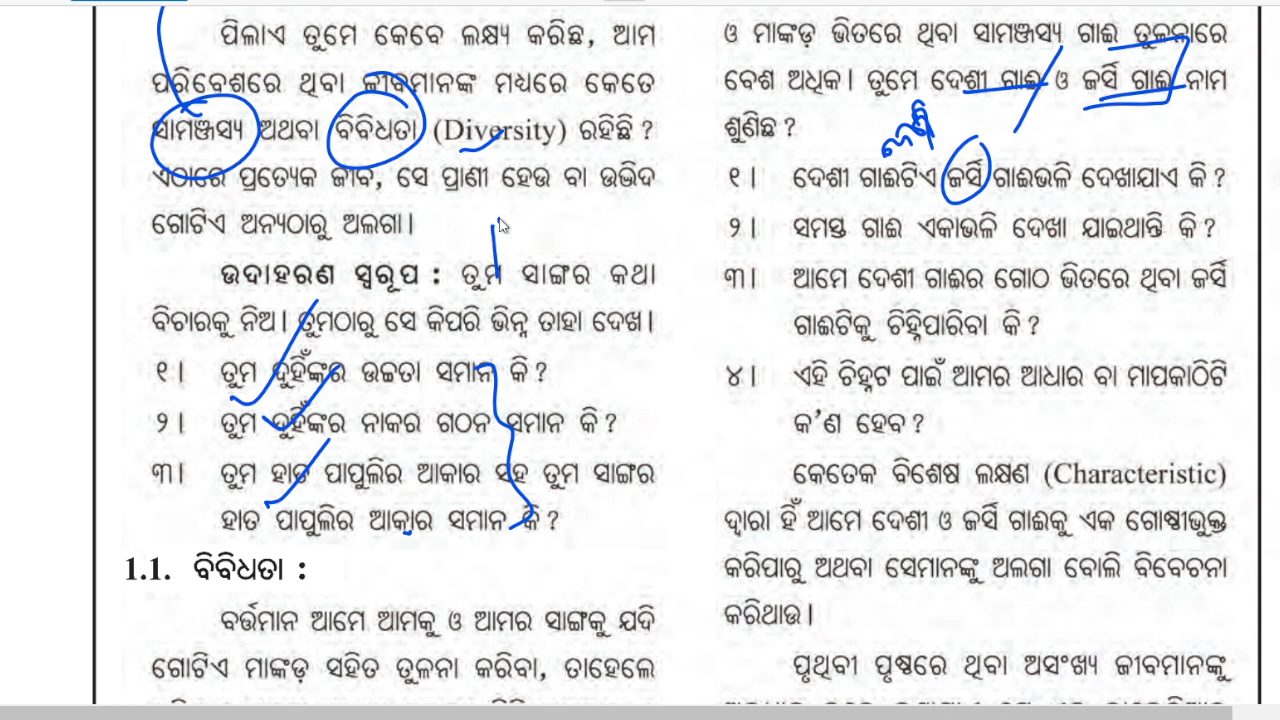 ପିଲାଏ ତୁମେ କେବେ ଲକ୍ଷ୍ୟ କରିଛ, ଆମ
ପରିବେଶରେ ଥିବା ଜୀବମାନଙ୍କ ମଧ୍ୟରେ କେତେ
ସାମଞ୍ଜସ୍ୟ ଅଥବା ବିବିଧତା (Diversity) ରହିଛି ?
ଏଠାରେ ପ୍ରତ୍ୟେକ ଜୀବ, ସେ ପ୍ରାଣୀ ହେଉ ବା ଉଦ୍ଭିଦ
ଗୋଟିଏ ଅନ୍ୟଠାରୁ ଅଲଗା।
ଉଦାହରଣ ସ୍ୱରୂପ : ତୁମ ସାଙ୍ଗର କଥା
ବିଚାରକୁ ନିଅ। ତୁମଠାରୁ ସେ କିପରି ଭିନ୍ନ ତାହା ଦେଖ।
୧। ତୁମ ଦୁହିଁଙ୍କର ଉଚ୍ଚତା ସମାନ କି ?
୨। ତୁମ ଦୁହିଁଙ୍କର ନାକର ଗଠନ ସମାନ କି ?
୩। ତୁମ ହାତ ପାପୁଲିର ଆକାର ସହ ତୁମ ସାଙ୍ଗର
ହାତ ପାପୁଲିର ଆକାର ସମାନ କି ?
1.1. ବିବିଧତା :
ବର୍ତ୍ତମାନ ଆମେ ଆମକୁ ଓ ଆମର ସାଙ୍ଗକୁ ଯଦି
ଗୋଟିଏ ମାଙ୍କଡ଼ ସହିତ ତୁଳନା କରିବା, ତାହେଲେ
ଓ ମାଙ୍କଡ଼ ଭିତରେ ଥିବା ସାମଞ୍ଜସ୍ୟ ଗାଈ ତୁଳନାରେ
ବେଶ ଅଧିକ। ତୁମେ ଦେଶୀ ଗାଈ ଓ ଜର୍ସି ଗାଈ ନାମ
ଶୁଣିଛ ?
୧। ଦେଶୀ ଗାଈଟିଏ ଜର୍ସି ଗାଈଭଳି ଦେଖାଯାଏ କି ?
୨। ସମସ୍ତ ଗାଈ ଏକାଭଳି ଦେଖା ଯାଇଥାନ୍ତି କି ?
୩। ଆମେ ଦେଶୀ ଗାଈର ଗୋଠ ଭିତରେ ଥିବା ଜର୍ସି
ଗାଈଟିକୁ ଚିହ୍ନିପାରିବା କି ?
୪। ଏହି ଚିହ୍ନଟ ପାଇଁ ଆମର ଆଧାର ବା ମାପକାଠିଟି
କ’ଣ ହେବ ?
କେତେକ ବିଶେଷ ଲକ୍ଷଣ (Characteristic)
ଦ୍ୱାରା ହିଁ ଆମେ ଦେଶୀ ଓ ଜର୍ସି ଗାଈକୁ ଏକ ଗୋଷ୍ଠୀଭୁକ୍ତ
କରିପାରୁ ଅଥବା ସେମାନଙ୍କୁ ଅଲଗା ବୋଲି ବିବେଚନା
କରିଥାଉ।
ପୃଥିବୀ ପୃଷ୍ଠରେ ଥିବା ଅସଂଖ୍ୟ ଜୀବମାନଙ୍କୁ